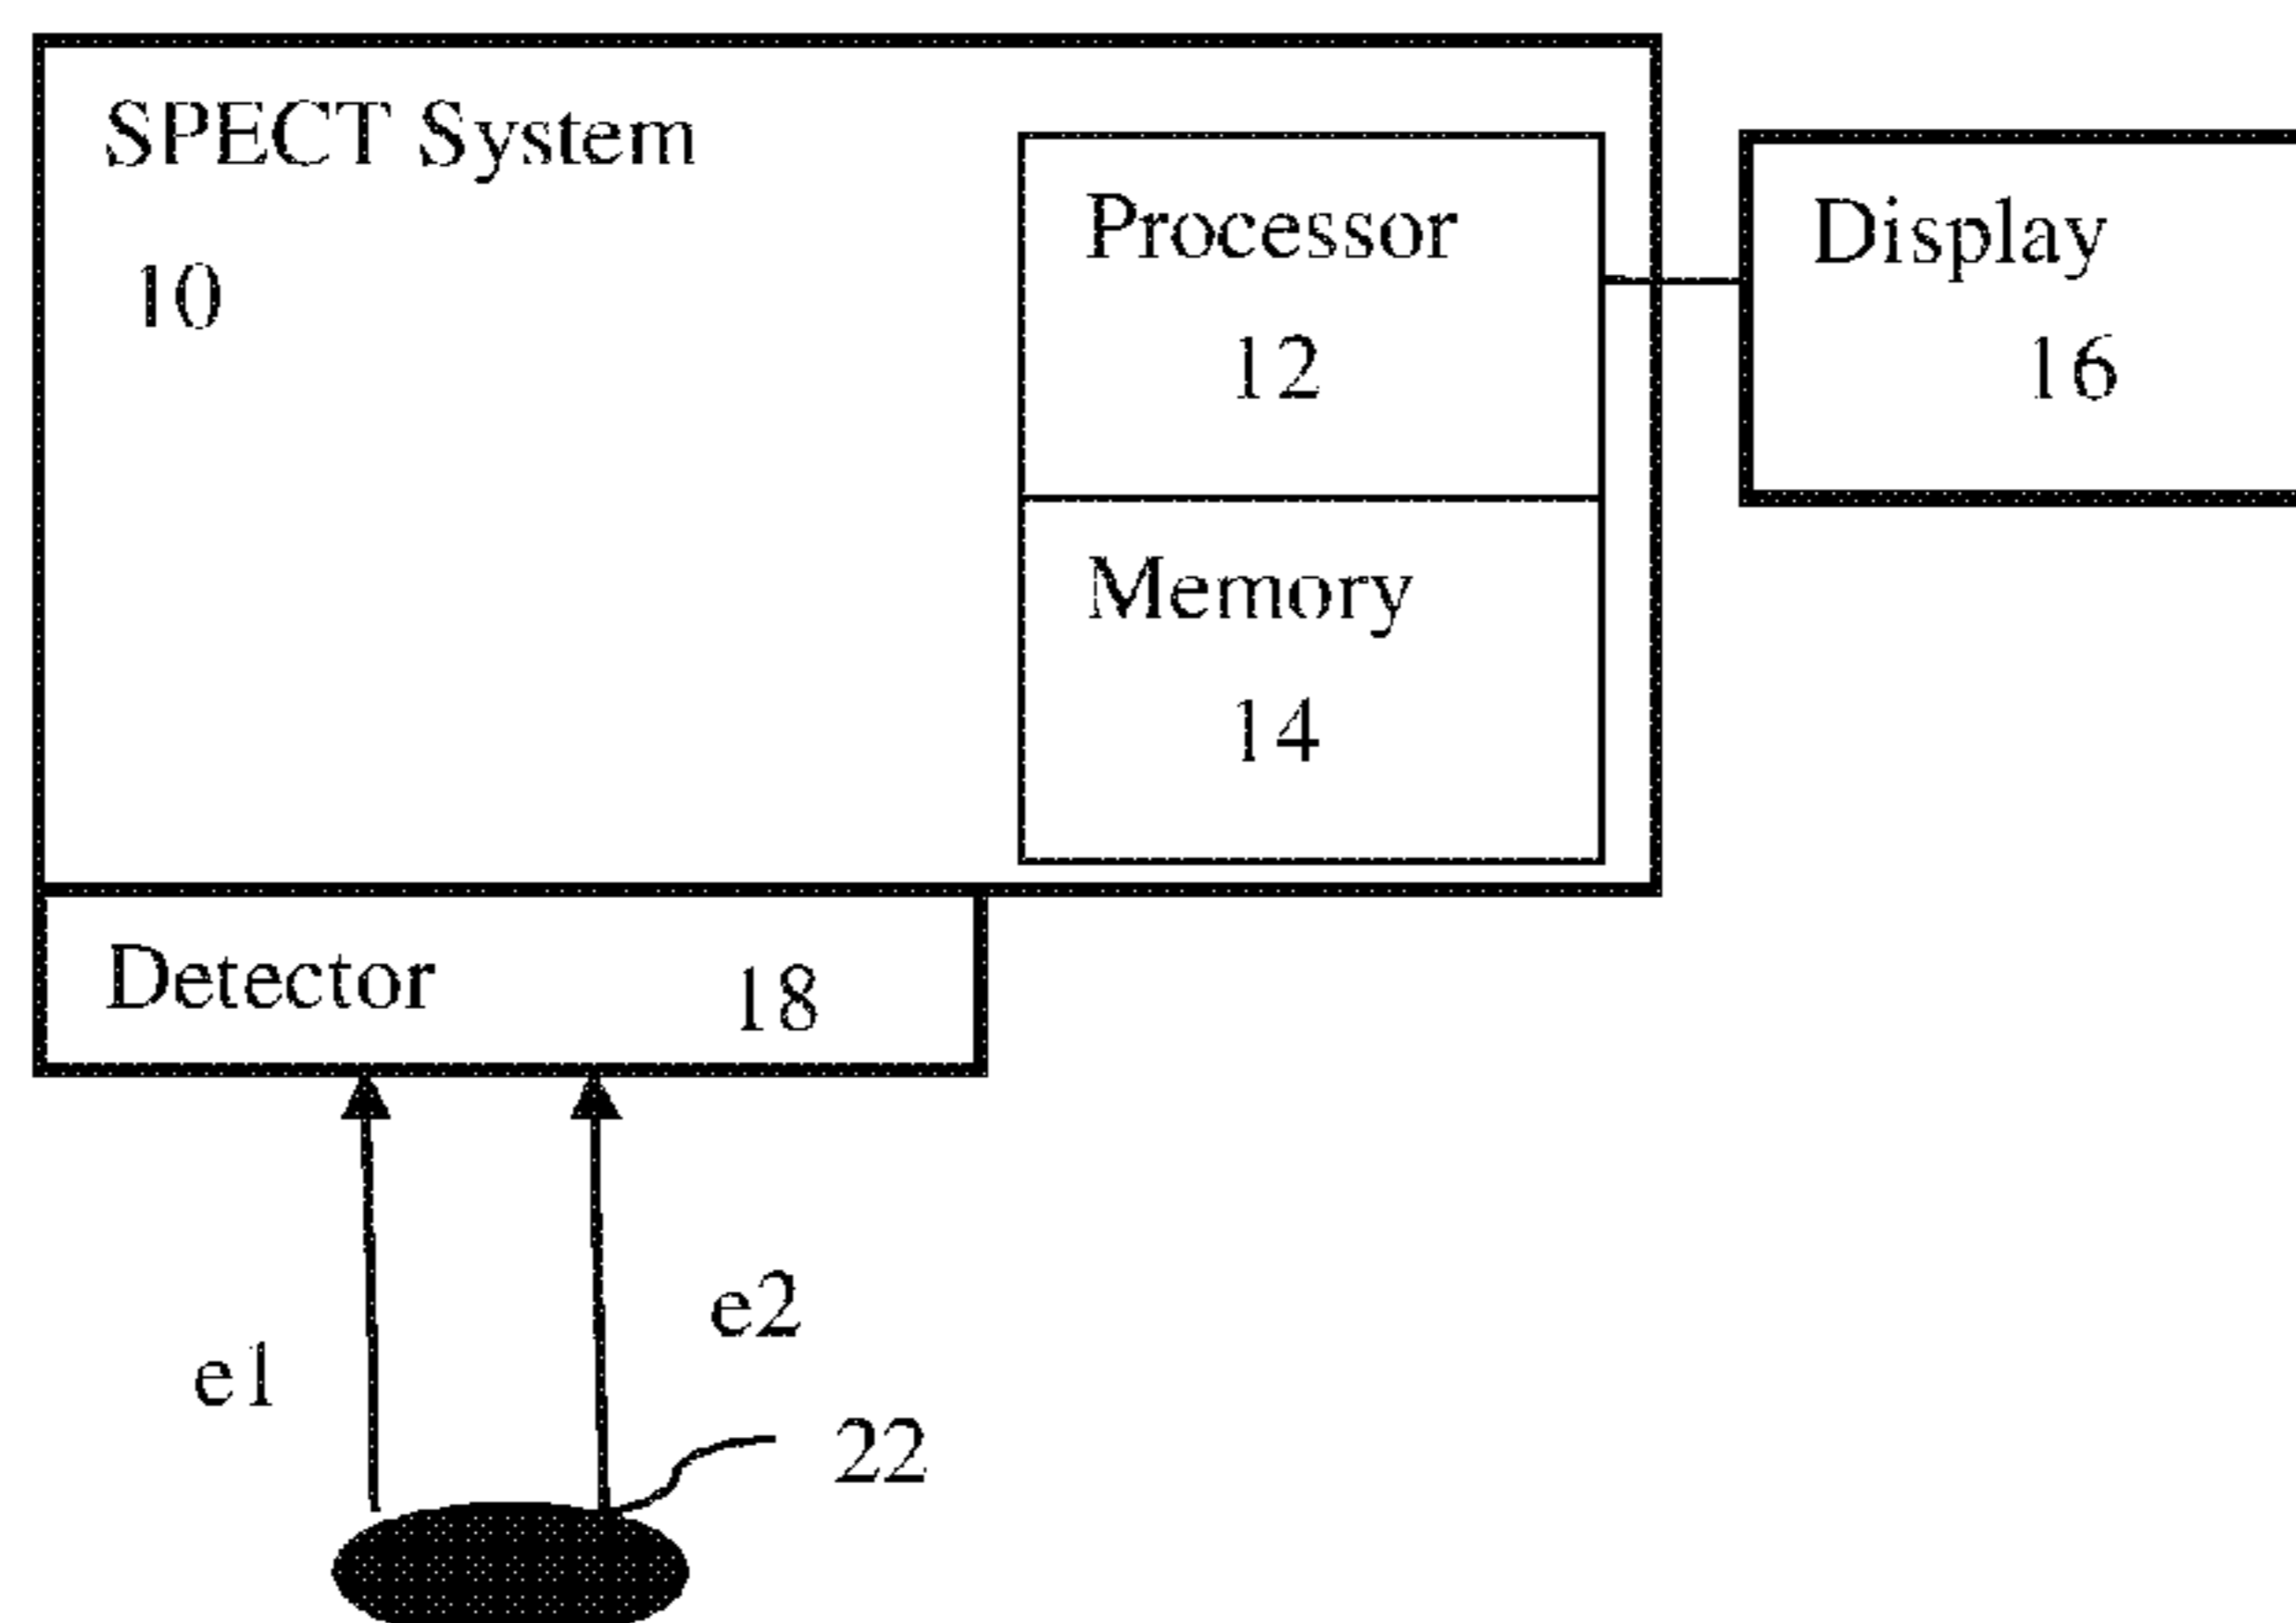 SPECT System
10
Processor
12
Display
16
Memory
14
Detector 18
e1
e2
22